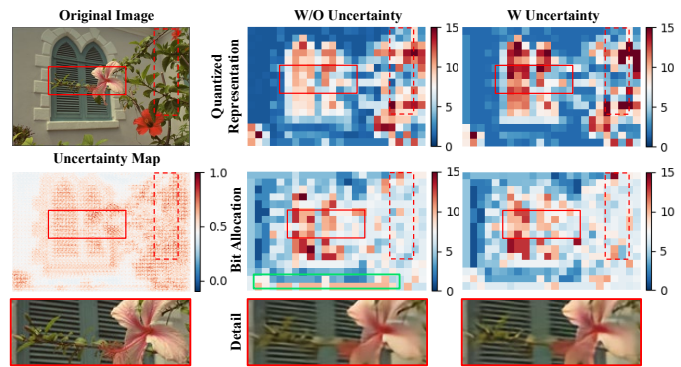 Original Image
W/O Uncertainty
W Uncertainty
Quantized
Representation
15
10
5
0
15
10
5
0
Uncertainty Map
1.0
0.5
0.0
Bit Allocation
15
10
5
0
15
10
5
0
Detail